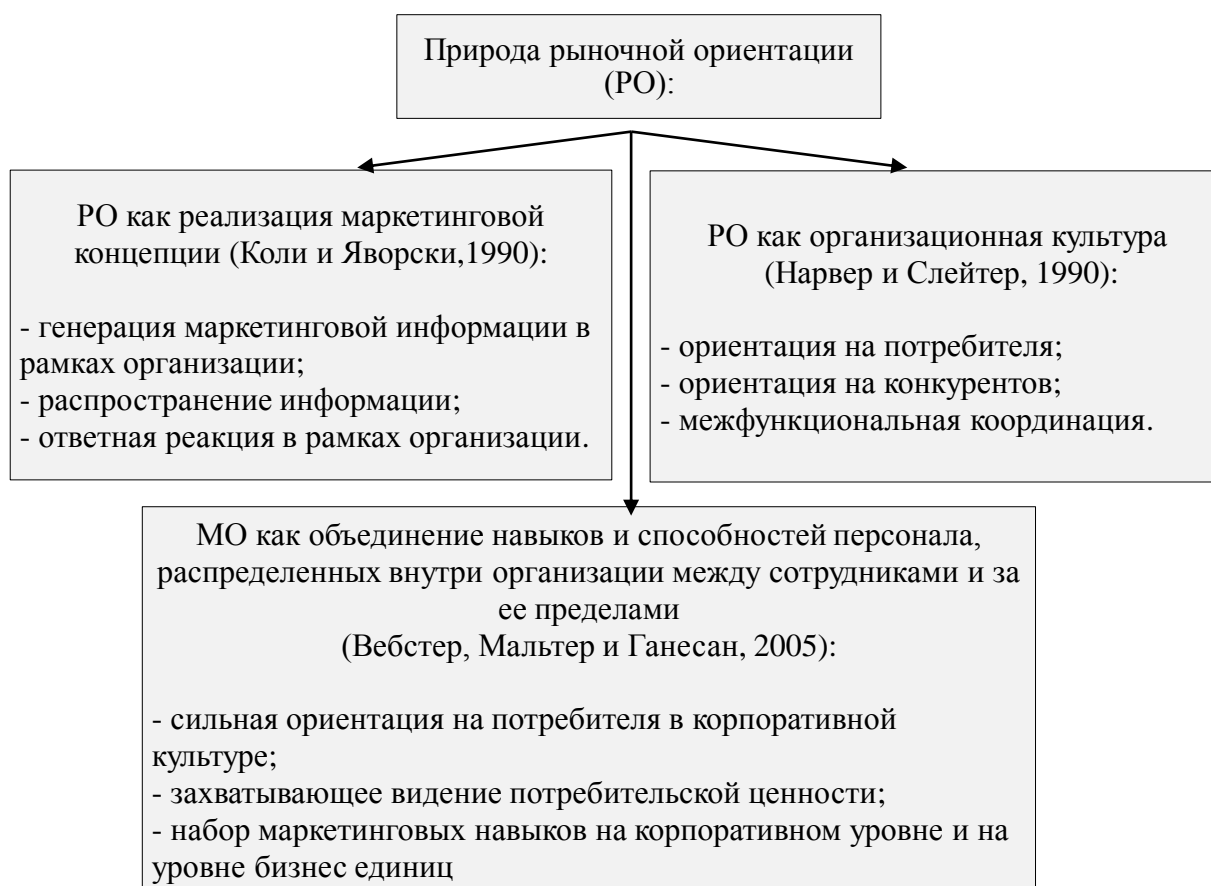 Природа рыночной ориентации
(РО):
РО как реализация маркетинговой
концепции (Коли и Яворски,1990):
- генерация маркетинговой информации в
рамках организации;
- распространение информации;
- ответная реакция в рамках организации.
РО как организационная культура
(Нарвер и Слейтер, 1990):
- ориентация на потребителя;
- ориентация на конкурентов;
- межфункциональная координация.
МО как объединение навыков и способностей персонала,
распределенных внутри организации между сотрудниками и за
ее пределами
(Вебстер, Мальтер и Ганесан, 2005):
- сильная ориентация на потребителя в корпоративной
культуре;
- захватывающее видение потребительской ценности;
- набор маркетинговых навыков на корпоративном уровне и на
уровне бизнес единиц